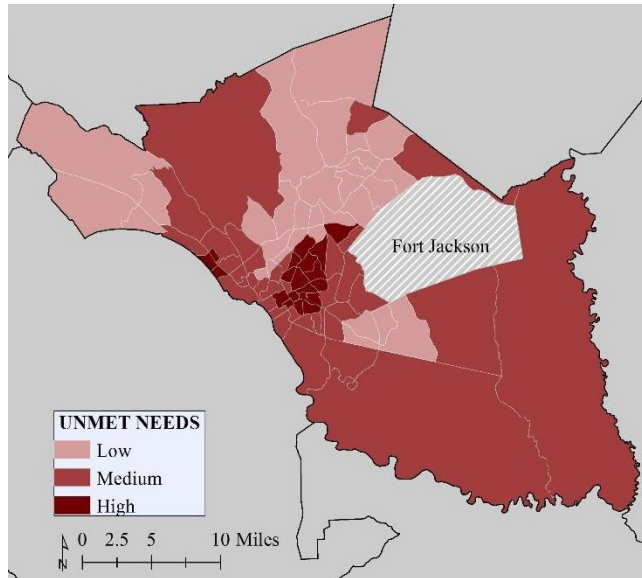 Fort Jackson
UNMET NEEDS
Low
Medium
High
N
0 2.5 5 10 Miles